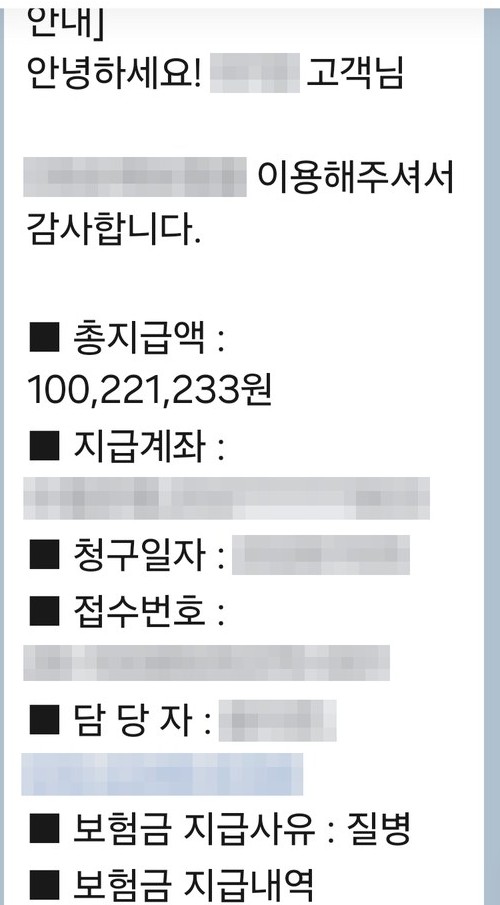 안내]
안녕하세요! 고객님
이용해주셔서
감사합니다.
■ 총지급액 :
100,221,233원
■ 지급계좌 :
■ 청구일자 :
■ 접수번호 :
■ 담 당 자 :
■ 보험금 지급사유 : 질병
■ 보험금 지급내역